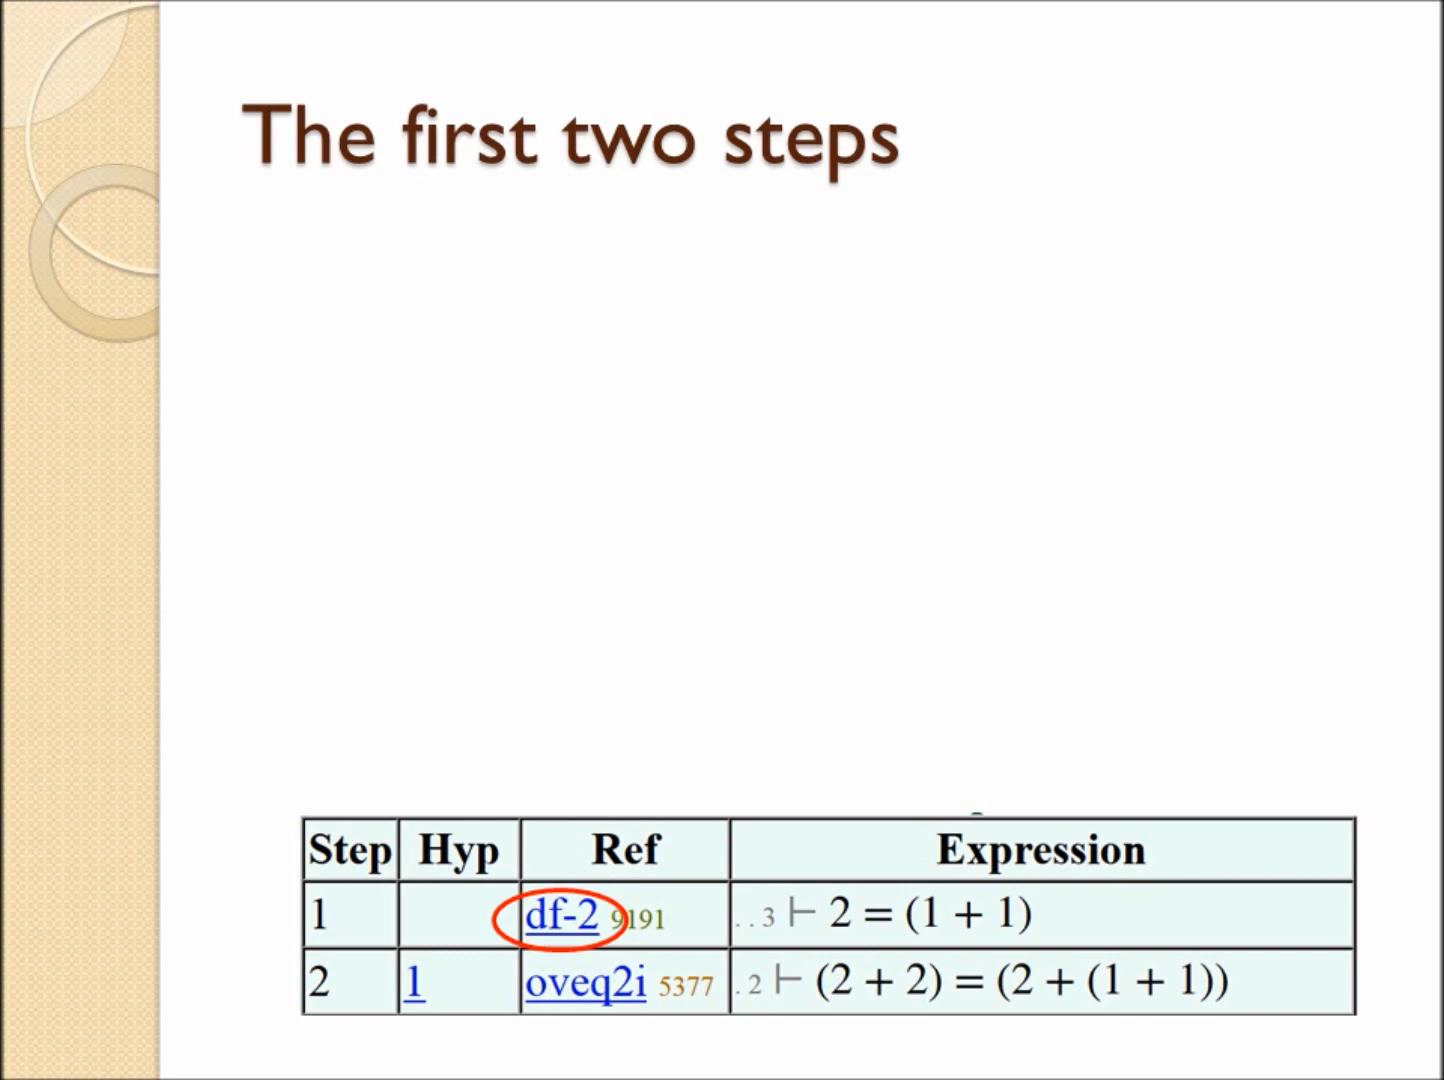 The first two steps
Step Hyp Ref Expression
1 df-2 9191 . . 3 ⊢ 2 = (1 + 1)
2 1 oveq2i 5377 . 2 ⊢ (2 + 2) = (2 + (1 + 1))